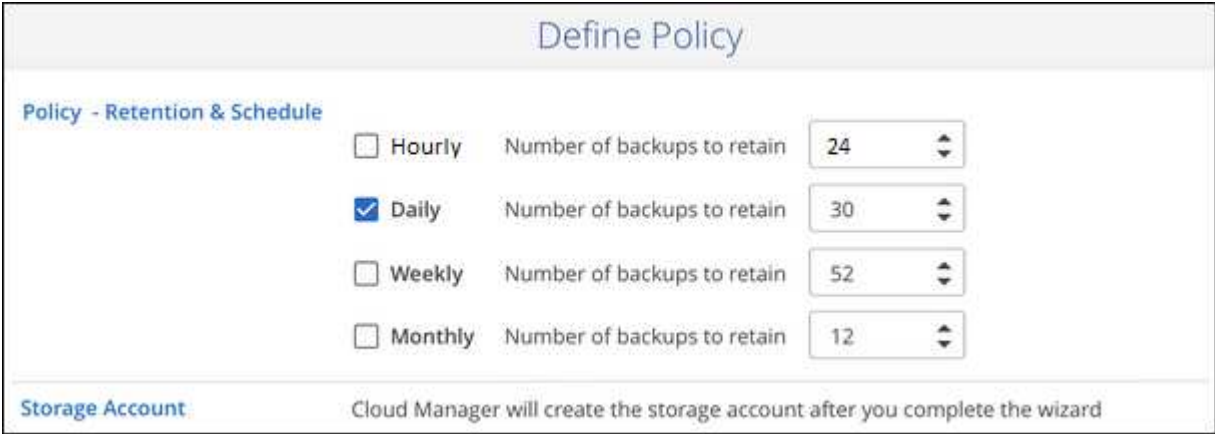 Define Policy
Policy - Retention & Schedule
Hourly Number of backups to retain 24
Daily Number of backups to retain 30
Weekly Number of backups to retain 52
Monthly Number of backups to retain 12
Storage Account Cloud Manager will create the storage account after you complete the wizard